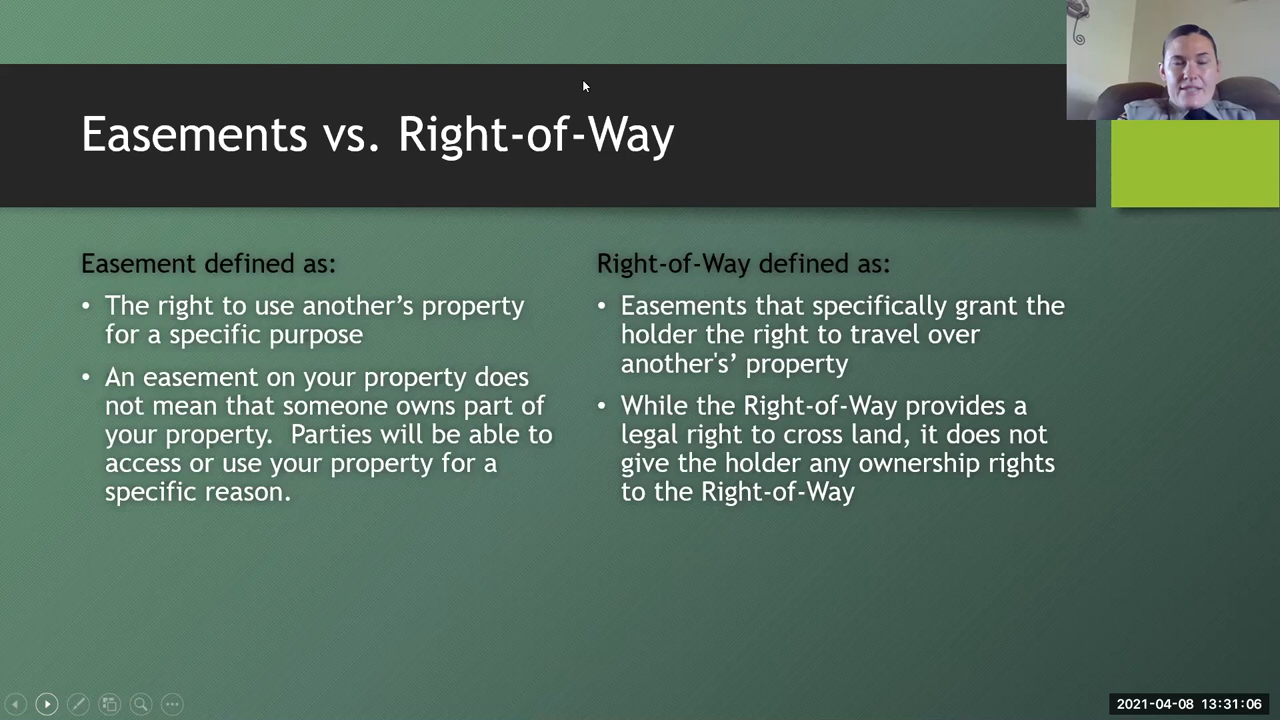 Easements vs. Right-of-Way
Easement defined as:
• The right to use another’s property
for a specific purpose
• An easement on your property does
not mean that someone owns part of
your property.  Parties will be able to
access or use your property for a
specific reason.
Right-of-Way defined as:
• Easements that specifically grant the
holder the right to travel over
another's’ property
• While the Right-of-Way provides a
legal right to cross land, it does not
give the holder any ownership rights
to the Right-of-Way
2021-04-08 13:31:06